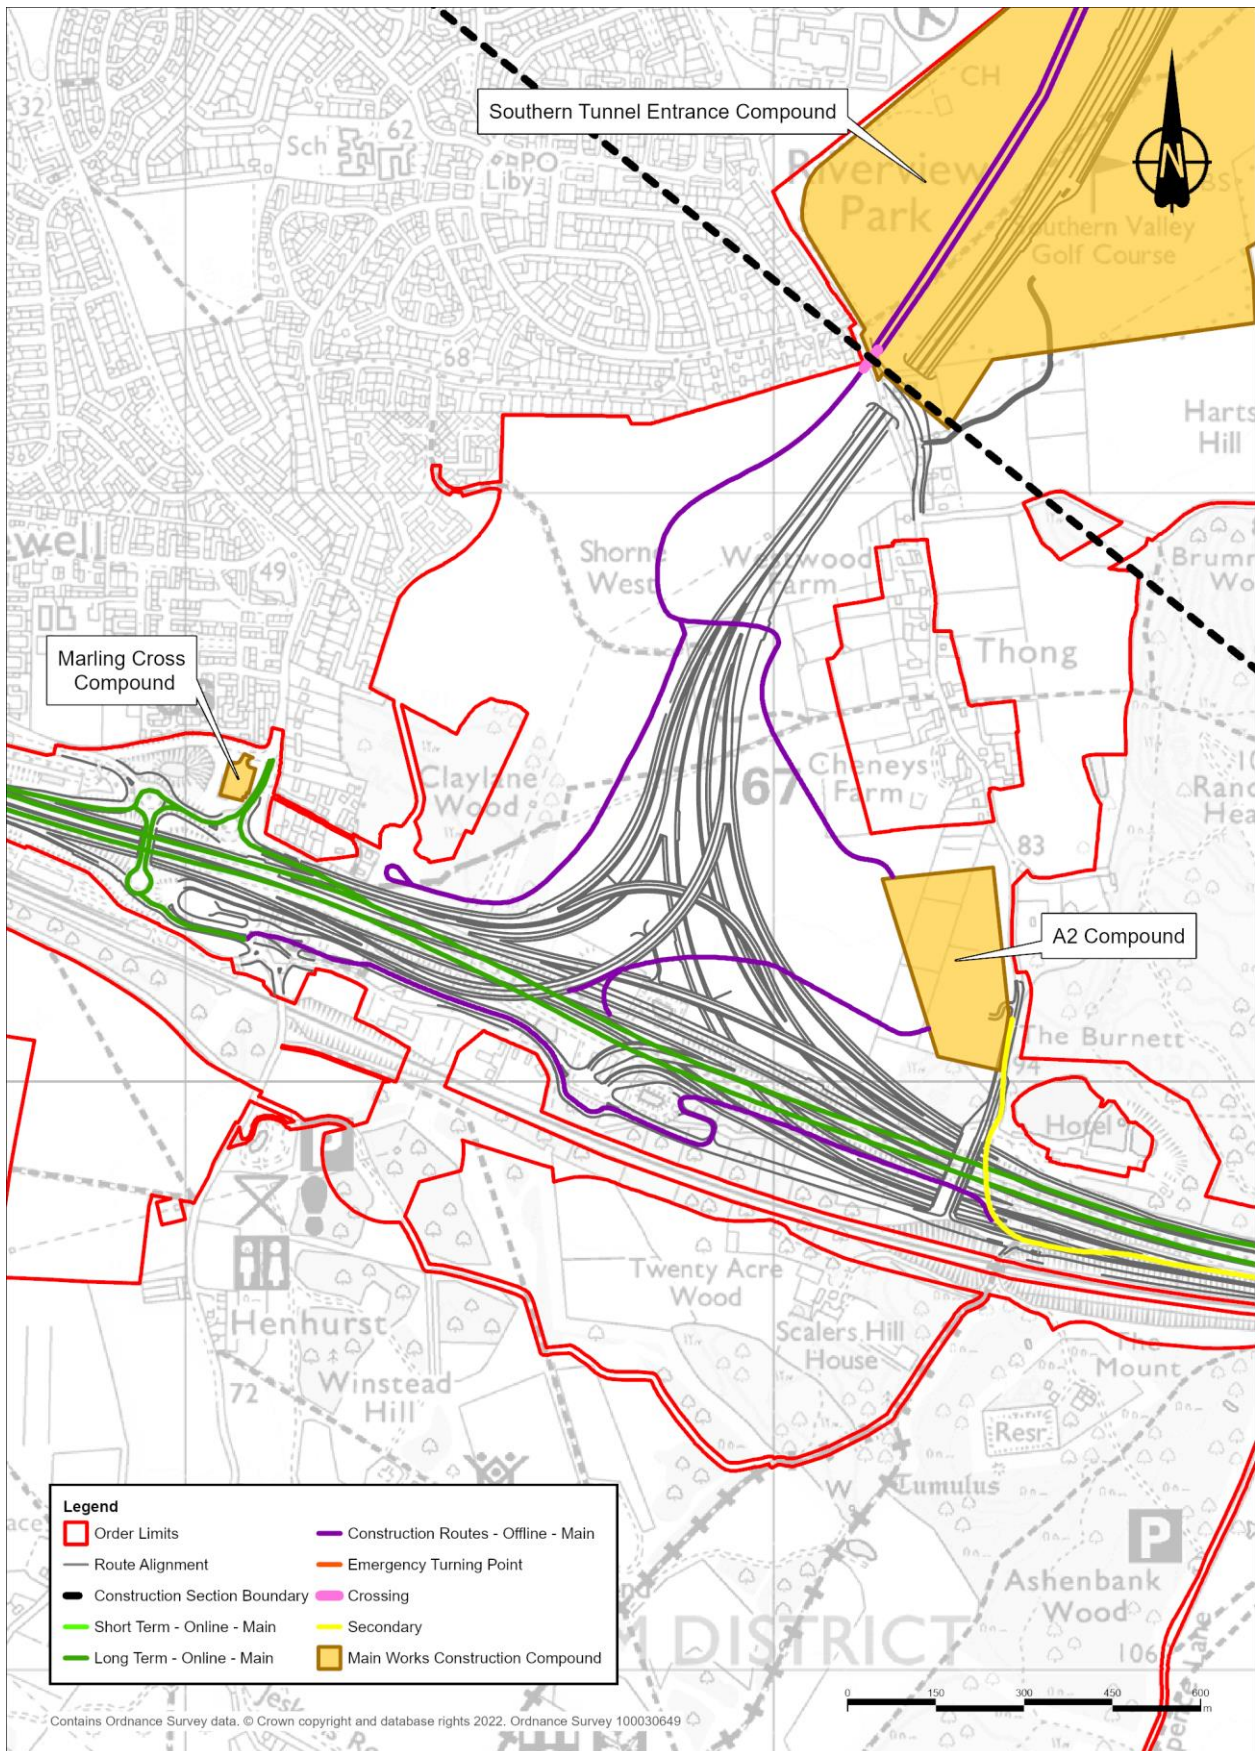 32
Sch
62
PO
Liby
CH
Southern Tunnel Entrance Compound
N
Riverview
Park
Southern Valley
Golf Course
Harts
Hill
Shorne
West
Westwood
Farm
49
Thong
Marling Cross
Compound
Claylane
Wood
67
Cheneys
Farm
83
A2 Compound
The Burnett
94
Hotel
P
Twenty Acre
Wood
Scalers Hill
House
The
Mount
Henhurst
72
Winstead
Hill
Resr
Tumulus
W
P
Ashenbank
Wood
106
DISTRICT
Legend
Order Limits
Route Alignment
Construction Section Boundary
Short Term - Online - Main
Long Term - Online - Main
Construction Routes - Offline - Main
Emergency Turning Point
Crossing
Secondary
Main Works Construction Compound
0 150 300 450 600
m
Contains Ordnance Survey data. © Crown copyright and database rights 2022. Ordnance Survey 100030649